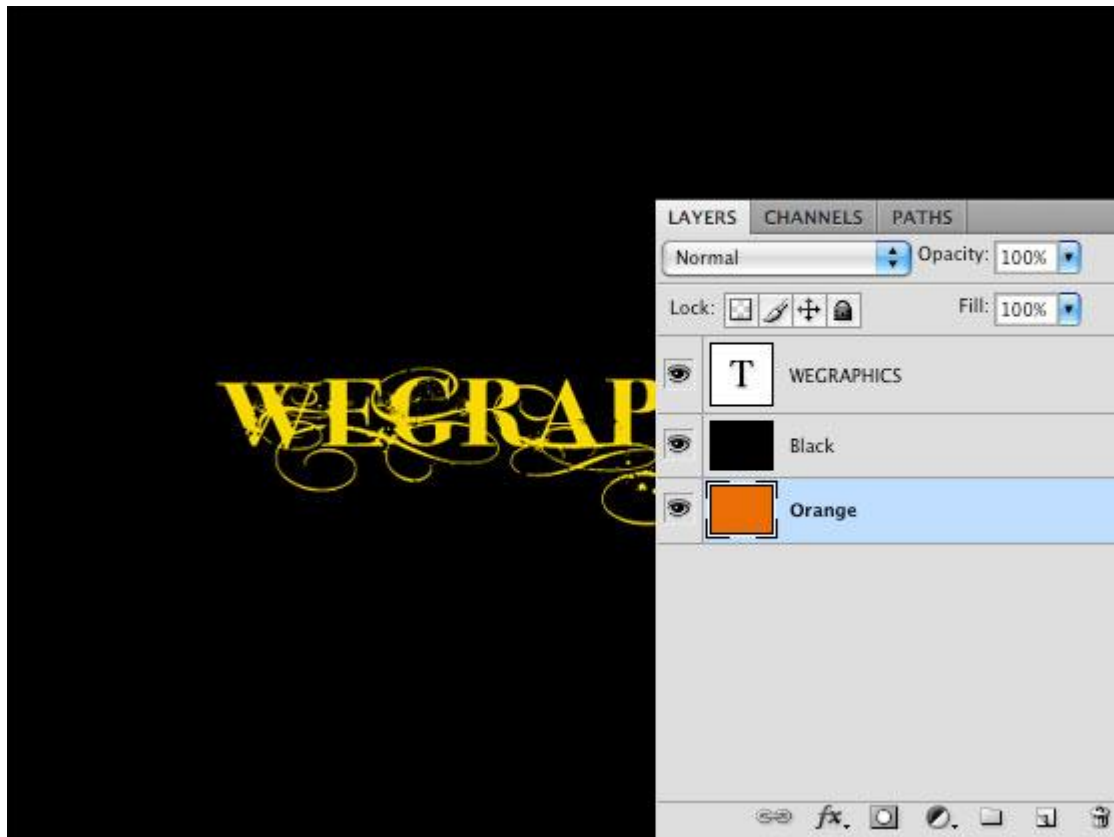 LAYERS CHANNELS PATHS
Normal Opacity: 100%
Lock: Fill: 100%
T WEGRAPHICS
WEGRAP
Black
Orange
fx.